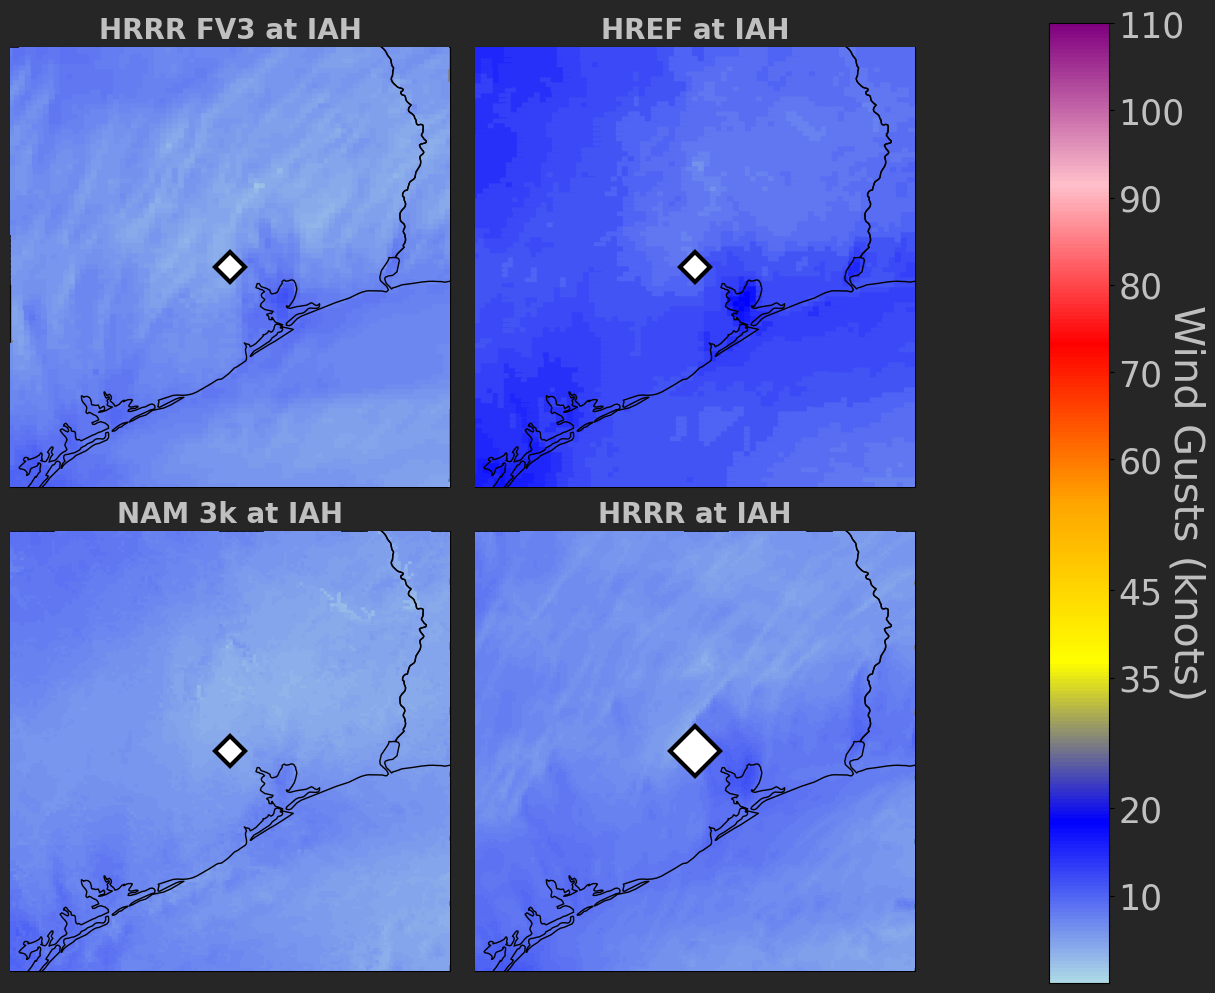 HRRR FV3 at IAH
HREF at IAH
NAM 3k at IAH
HRRR at IAH
110
100
90
80
70
60
45
35
20
10
Wind Gusts (knots)